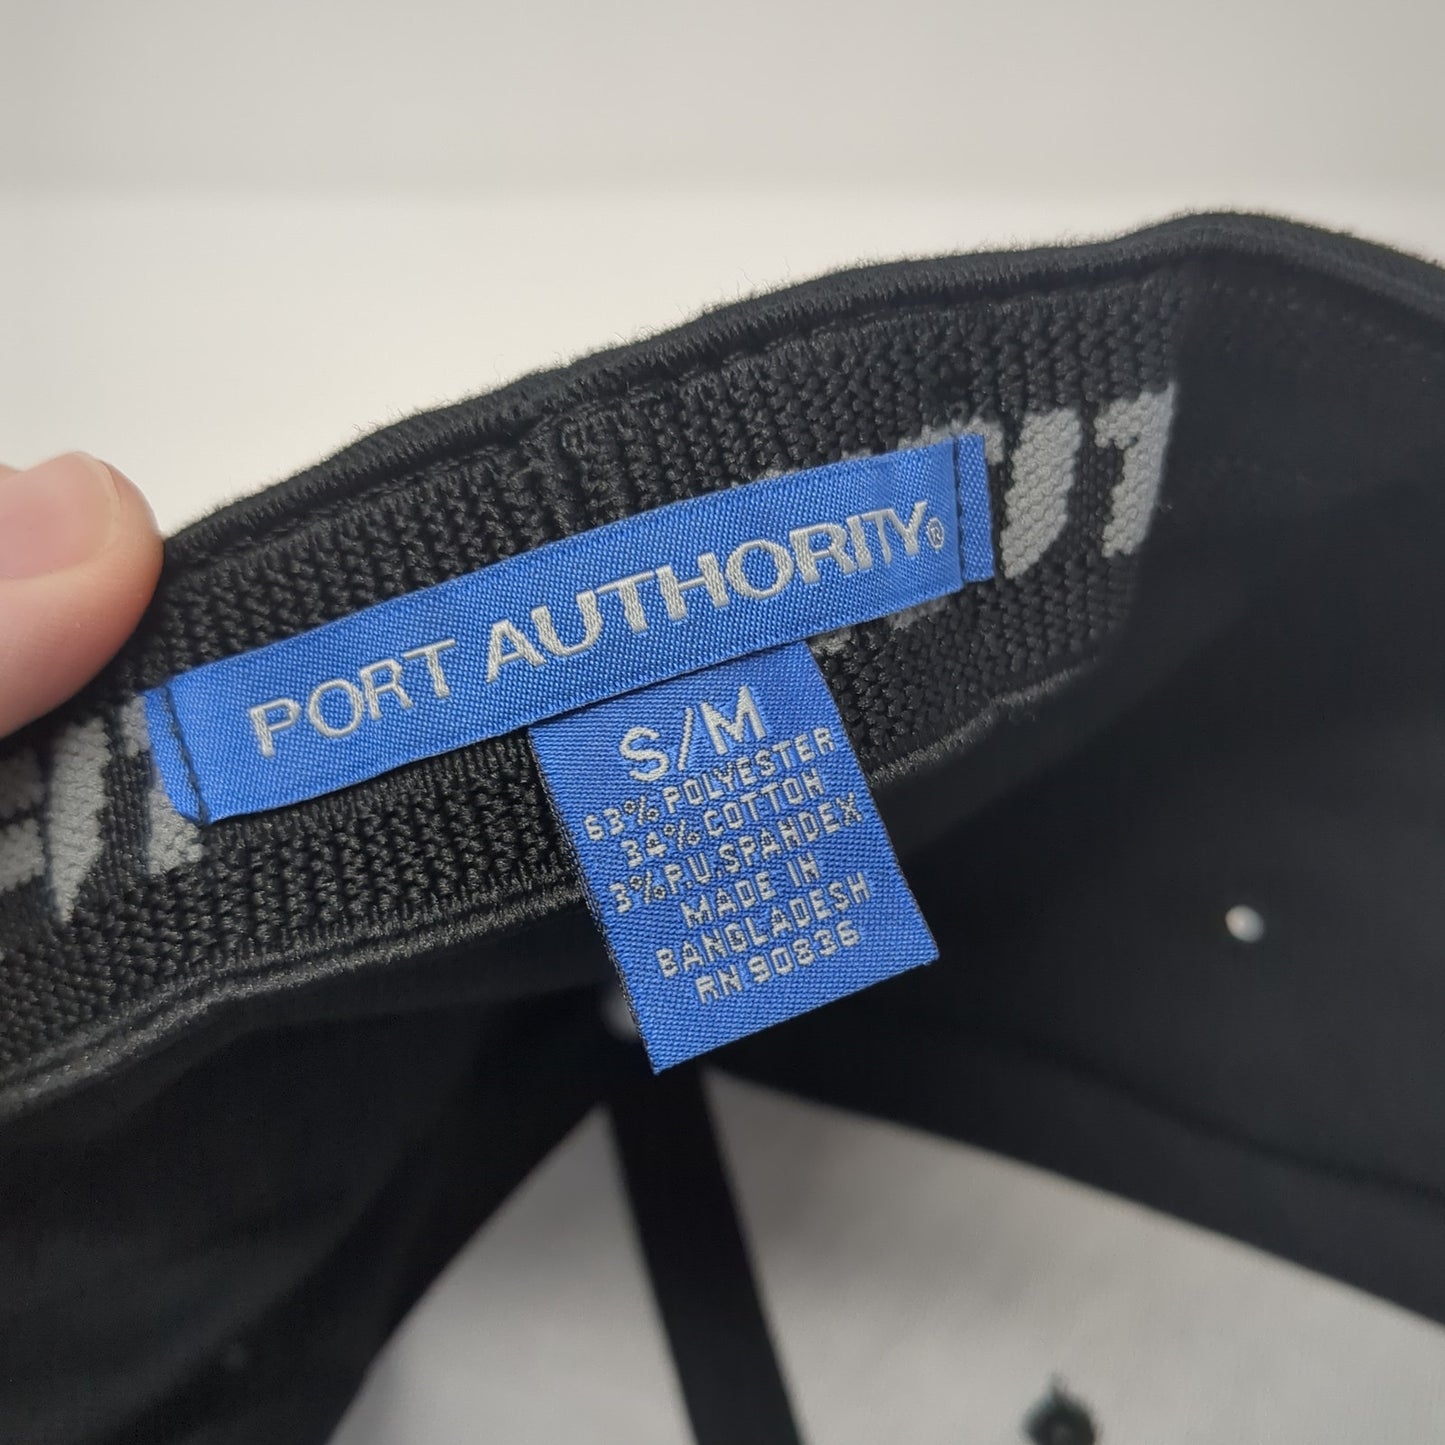 PORT AUTHORITY®
S/M
63% POLYESTER
34% COTTON
3% P.U. SPANDEX
MADE IN
BANGLADESH
RN 90836